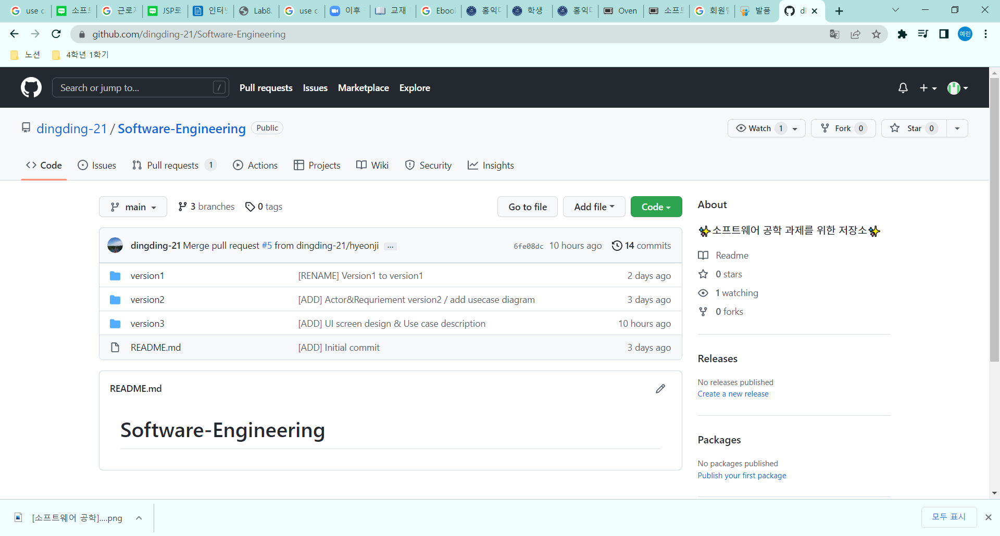 use c
소프트
근로
JSP로
인터넷
Lab8.
use c
이후
교재
Eboo
홍익대
학생
홍익대
Oven
소프트
회원탈
발품
di
github.com/dingding-21/Software-Engineering
예린
노션
4학년 1학기
Search or jump to...
/
Pull requests
Issues
Marketplace
Explore
dingding-21 / Software-Engineering
Public
Watch 1
Fork 0
Star 0
Code
Issues
Pull requests 1
Actions
Projects
Wiki
Security
Insights
main
3 branches
0 tags
Go to file
Add file
Code
dingding-21 Merge pull request #5 from dingding-21/hyeonji ...
6fe08dc 10 hours ago
14 commits
version1 [RENAME] Version1 to version1 2 days ago
version2 [ADD] Actor&Requriement version2 / add usecase diagram 3 days ago
version3 [ADD] UI screen design & Use case description 10 hours ago
README.md [ADD] Initial commit 3 days ago
README.md
Software-Engineering
About
✨소프트웨어 공학 과제를 위한 저장소✨
Readme
0 stars
1 watching
0 forks
Releases
No releases published
Create a new release
Packages
No packages published
Publish your first package
[소프트웨어 공학]....png
모두 표시